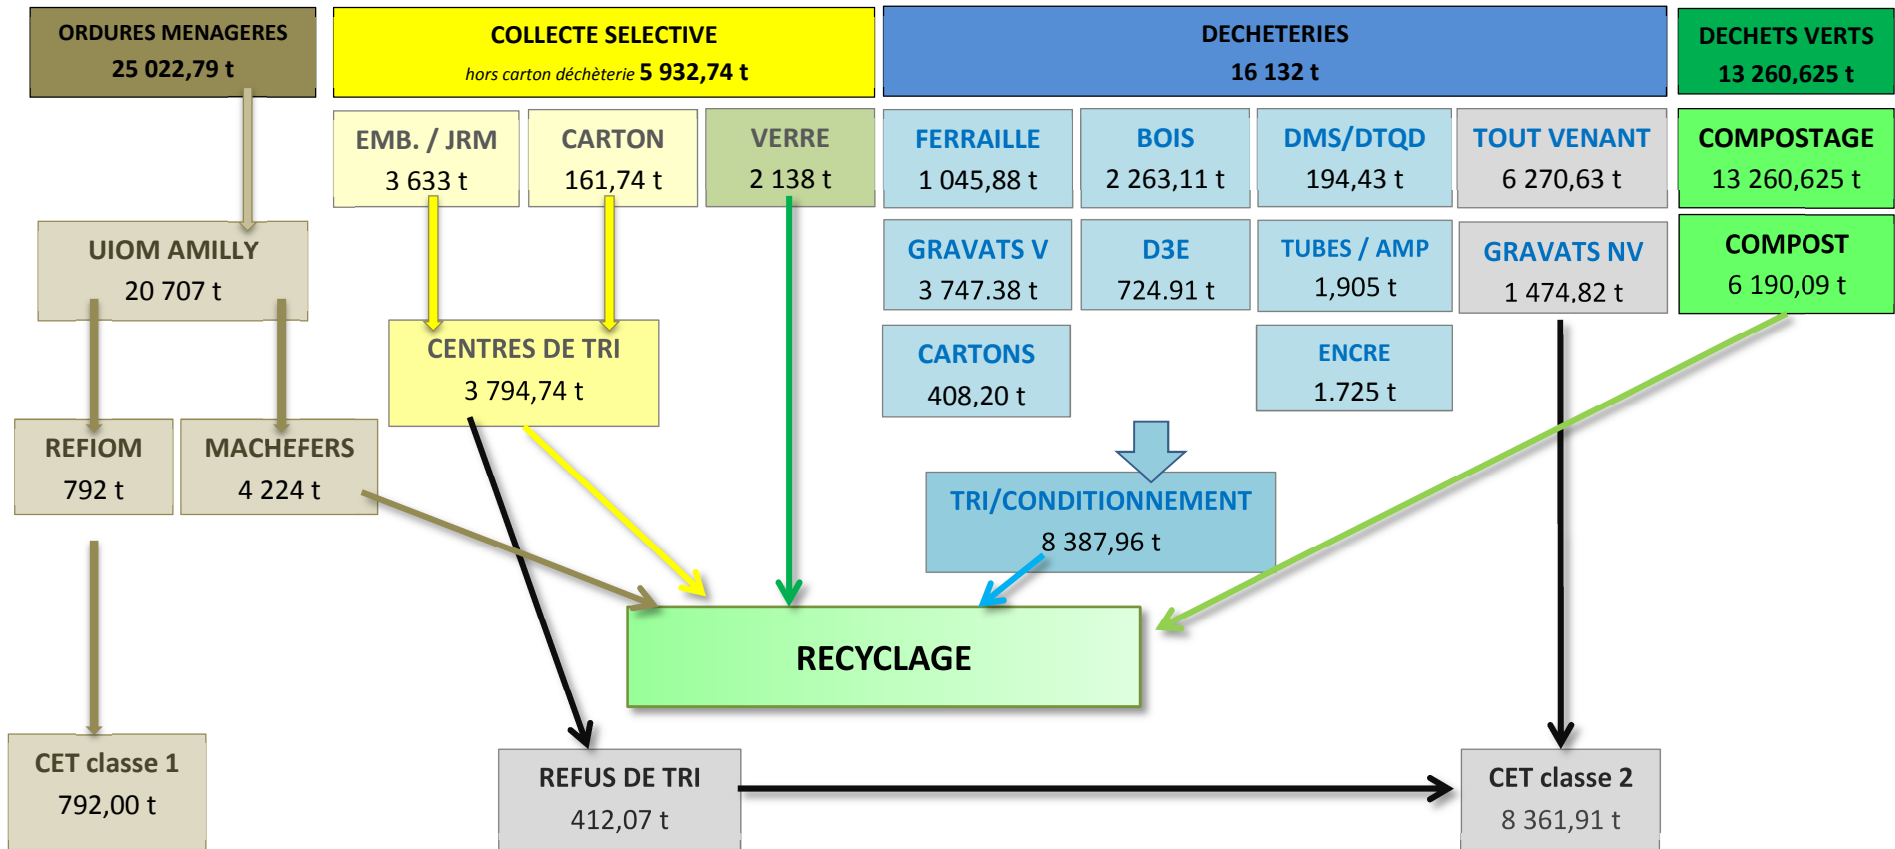 ORDURES MENAGERES
25 022,79 t
COLLECTE SELECTIVE
hors carton déchèterie 5 932,74 t
DECHETERIES
16 132 t
DECHETS VERTS
13 260,625 t
EMB. / JRM
3 633 t
CARTON
161,74 t
VERRE
2 138 t
FERRAILLE
1 045,88 t
BOIS
2 263,11 t
DMS/DTQD
194,43 t
TOUT VENANT
6 270,63 t
COMPOSTAGE
13 260,625 t
UIOM AMILLY
20 707 t
GRAVATS V
3 747.38 t
D3E
724.91 t
TUBES / AMP
1,905 t
GRAVATS NV
1 474,82 t
COMPOST
6 190,09 t
CENTRES DE TRI
3 794,74 t
CARTONS
408,20 t
ENCRE
1.725 t
REFIOM
792 t
MACHEFERS
4 224 t
TRI/CONDITIONNEMENT
8 387,96 t
RECYCLAGE
CET classe 1
792,00 t
REFUS DE TRI
412,07 t
CET classe 2
8 361,91 t